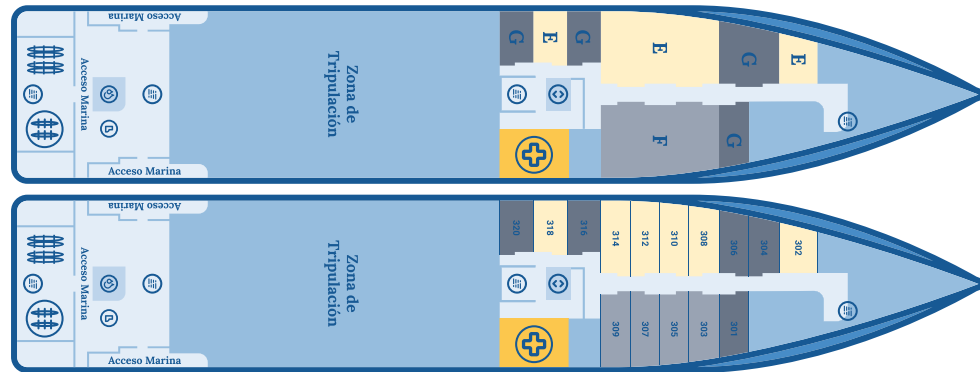 Acceso Marina
Acceso Marina
Acceso Marina
Zona de
Tripulación
G
E
G
E
G
E
F
G
Acceso Marina
Acceso Marina
Acceso Marina
Zona de
Tripulación
320
318
316
314
312
310
308
306
304
302
309
307
305
303
301